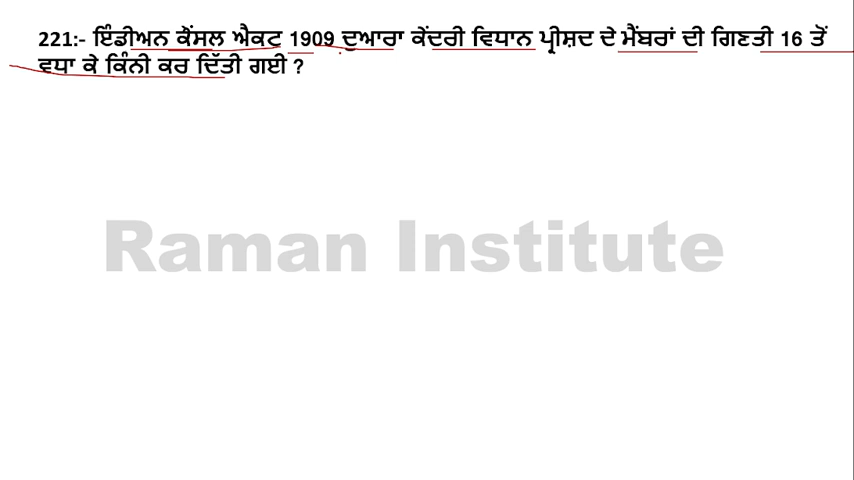 221:- ਇੰਡੀਅਨ ਕੌਂਸਲ ਐਕਟ 1909 ਦੁਆਰਾ ਕੇਂਦਰੀ ਵਿਧਾਨ ਪ੍ਰੀਸ਼ਦ ਦੇ ਮੈਂਬਰਾਂ ਦੀ ਗਿਣਤੀ 16 ਤੋਂ
ਵਧਾ ਕੇ ਕਿੰਨੀ ਕਰ ਦਿੱਤੀ ਗਈ ?
Raman Institute